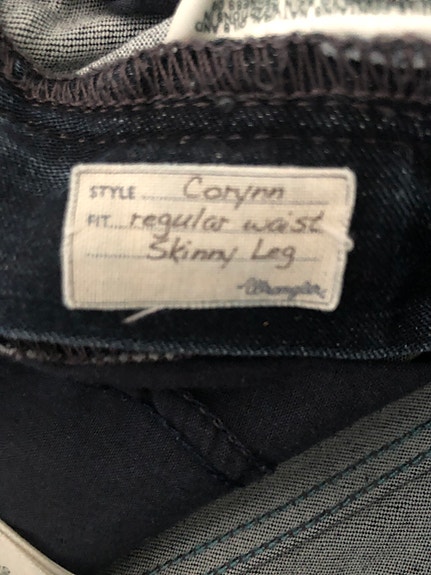 STYLE Corynn
FIT regular waist
Skinny Leg
Wrangler